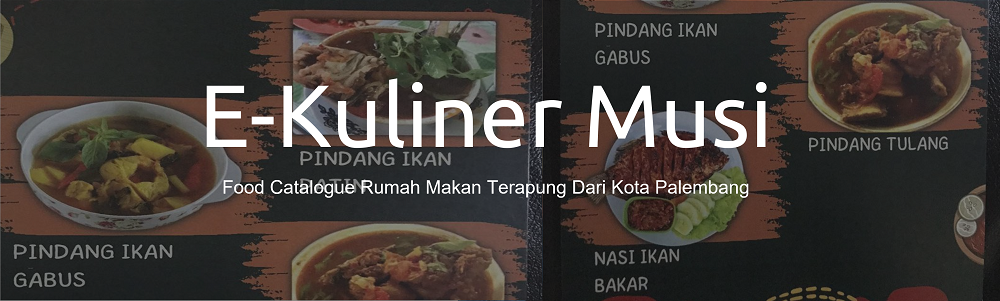 PINDANG IKAN
GABUS
E-Kuliner Musi
PINDANG TULANG
PINDANG IKAN
Food Catalogue Rumah Makan Terapung Dari Kota Palembang
PINDANG IKAN
GABUS
NASI IKAN
BAKAR